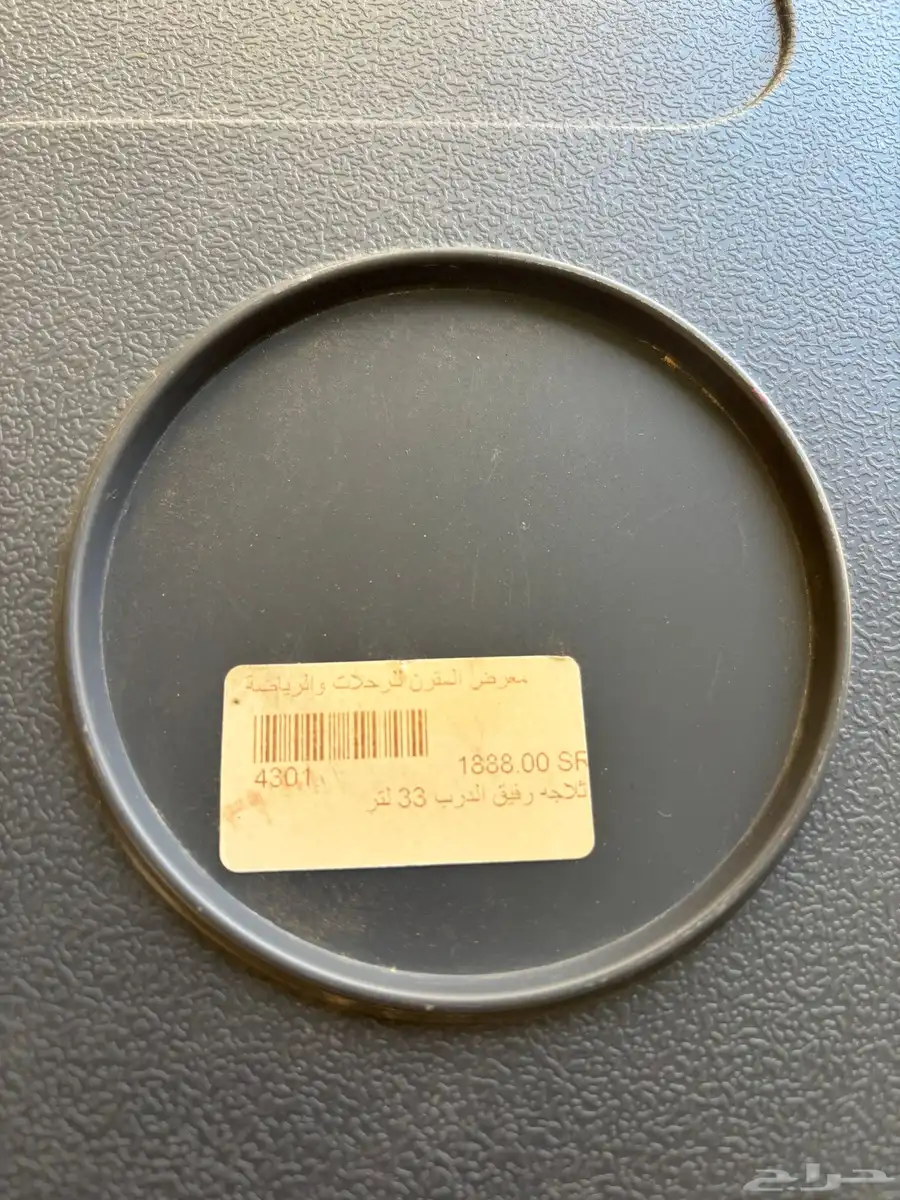 معرض المقرن للرحلات والرياضة
1888.00 SR
4301
ثلاجه رفيق الدرب 33 لتر
حراج